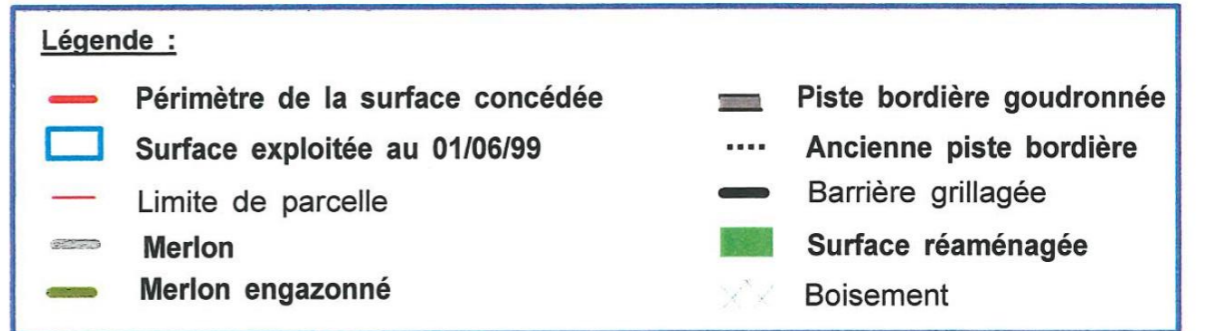 Légende :
Périmètre de la surface concédée
Surface exploitée au 01/06/99
Limite de parcelle
Merlon
Merlon engazonné
Piste bordière goudronnée
Ancienne piste bordière
Barrière grillagée
Surface réaménagée
Boisement